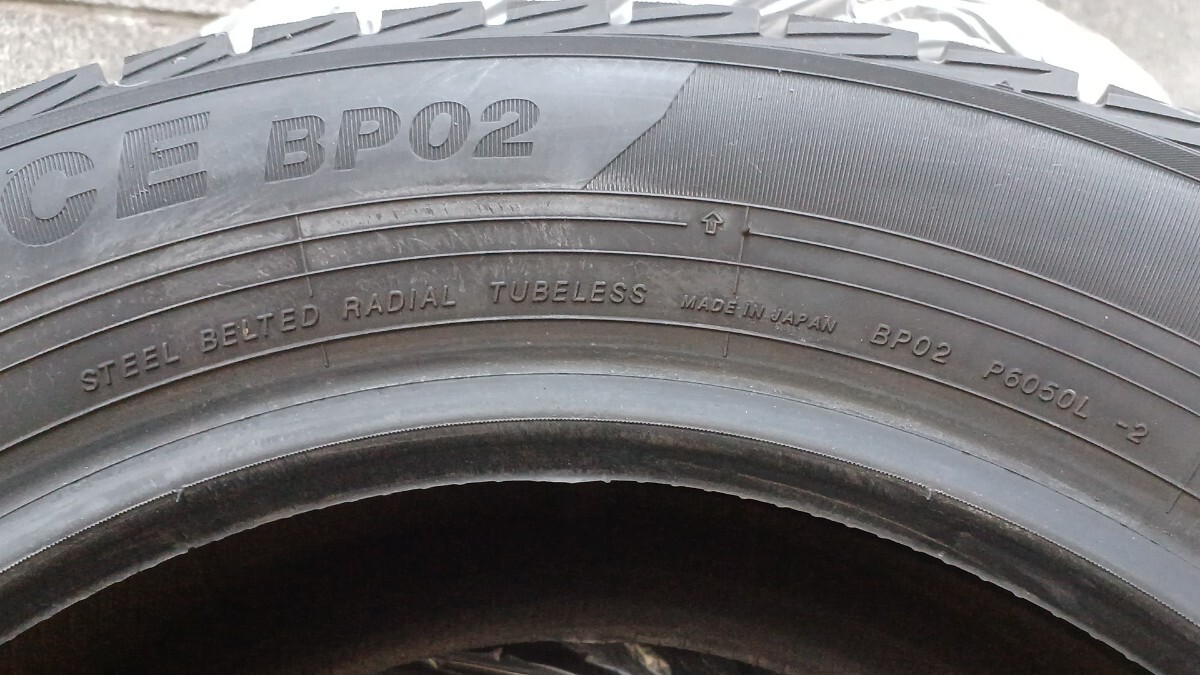 CE BP02
STEEL BELTED RADIAL TUBELESS MADE IN JAPAN BP02 P6050L -2